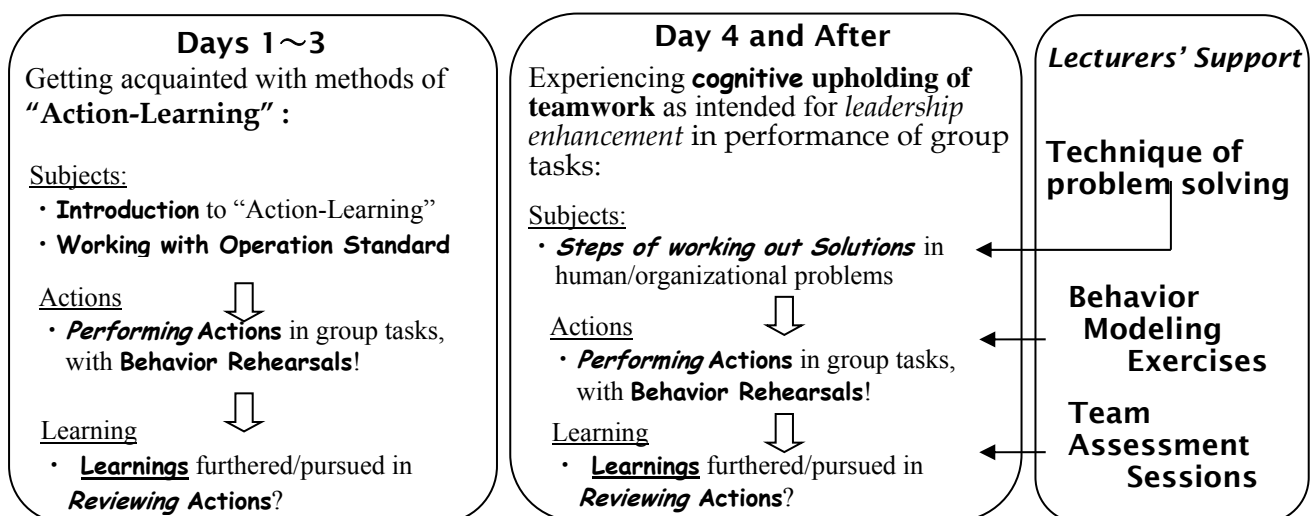 Days 1～3
Getting acquainted with methods of
“Action-Learning” :
Subjects:
・Introduction to “Action-Learning”
・Working with Operation Standard
Actions
・Performing Actions in group tasks,
with Behavior Rehearsals!
Learning
・ Learnings furthered/pursued in
Reviewing Actions?
Day 4 and After
Experiencing cognitive upholding of
teamwork as intended for leadership
enhancement in performance of group
tasks:
Subjects:
・Steps of working out Solutions in
human/organizational problems
Actions
・Performing Actions in group tasks,
with Behavior Rehearsals!
Learning
・ Learnings furthered/pursued in
Reviewing Actions?
Lecturers’ Support
Technique of
problem solving
Behavior
Modeling
Exercises
Team
Assessment
Sessions